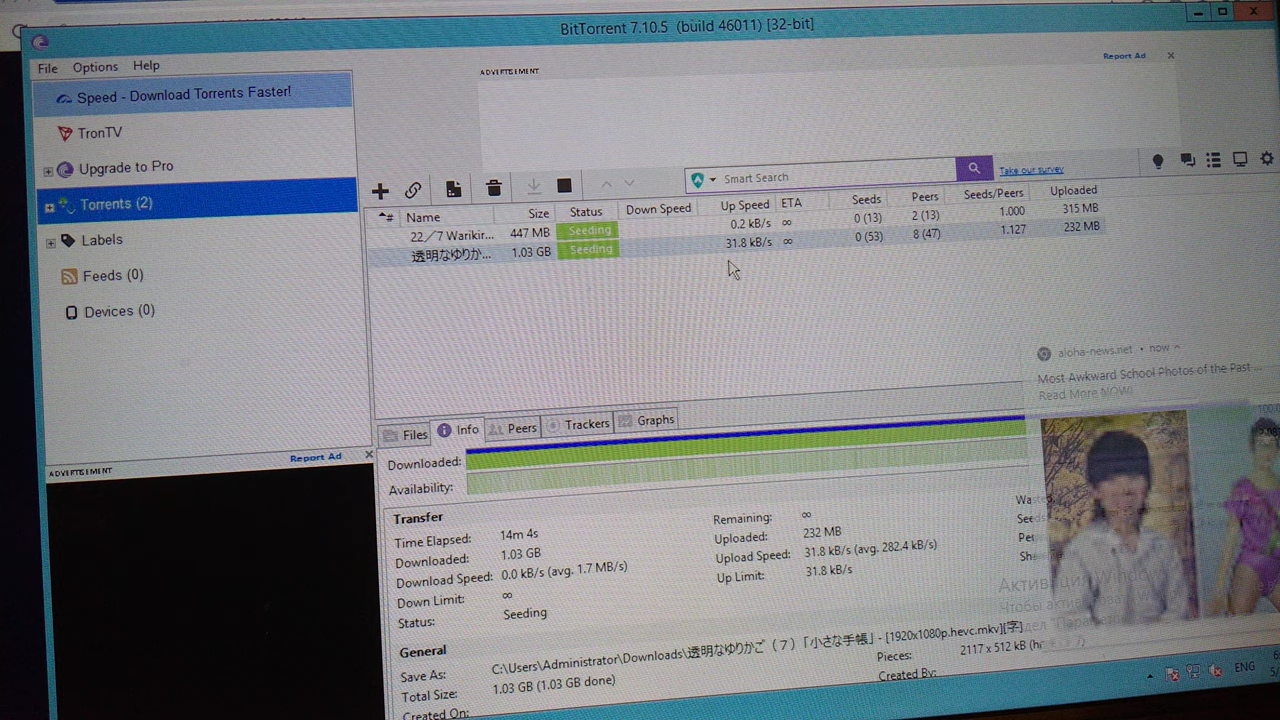 BitTorrent 7.10.5 (build 46011) [32-bit]
File Options Help
ADVERTISEMENT
Report Ad
Speed - Download Torrents Faster!
TronTV
Upgrade to Pro
Torrents (2)
Labels
Feeds (0)
Devices (0)
Smart Search
Take our survey
Name Size Status Down Speed Up Speed ETA Seeds Peers Seeds/Peers Uploaded
22/7 Warikir... 447 MB Seeding 0.2 kB/s ∞ 0 (13) 2 (13) 1.000 315 MB
透明なゆりか... 1.03 GB Seeding 31.8 kB/s ∞ 0 (53) 8 (47) 1.127 232 MB
aloha-news.net • now
Most Awkward School Photos of the Past ...
Read More NOW!
Files Info Peers Trackers Graphs
ADVERTISEMENT
Report Ad
Downloaded:
Availability:
Transfer
Time Elapsed: 14m 4s Remaining: ∞
Downloaded: 1.03 GB Uploaded: 232 MB
Download Speed: 0.0 kB/s (avg. 1.7 MB/s) Upload Speed: 31.8 kB/s (avg. 282.4 kB/s)
Down Limit: ∞ Up Limit: 31.8 kB/s
Status: Seeding
General
Save As: C:\Users\Administrator\Downloads\透明なゆりかご（７）「小さな手帳」 - [1920x1080p.hevc.mkv][字]
Total Size: 1.03 GB (1.03 GB done) Pieces: 2117 x 512 kB
Created On: Created By:
ENG